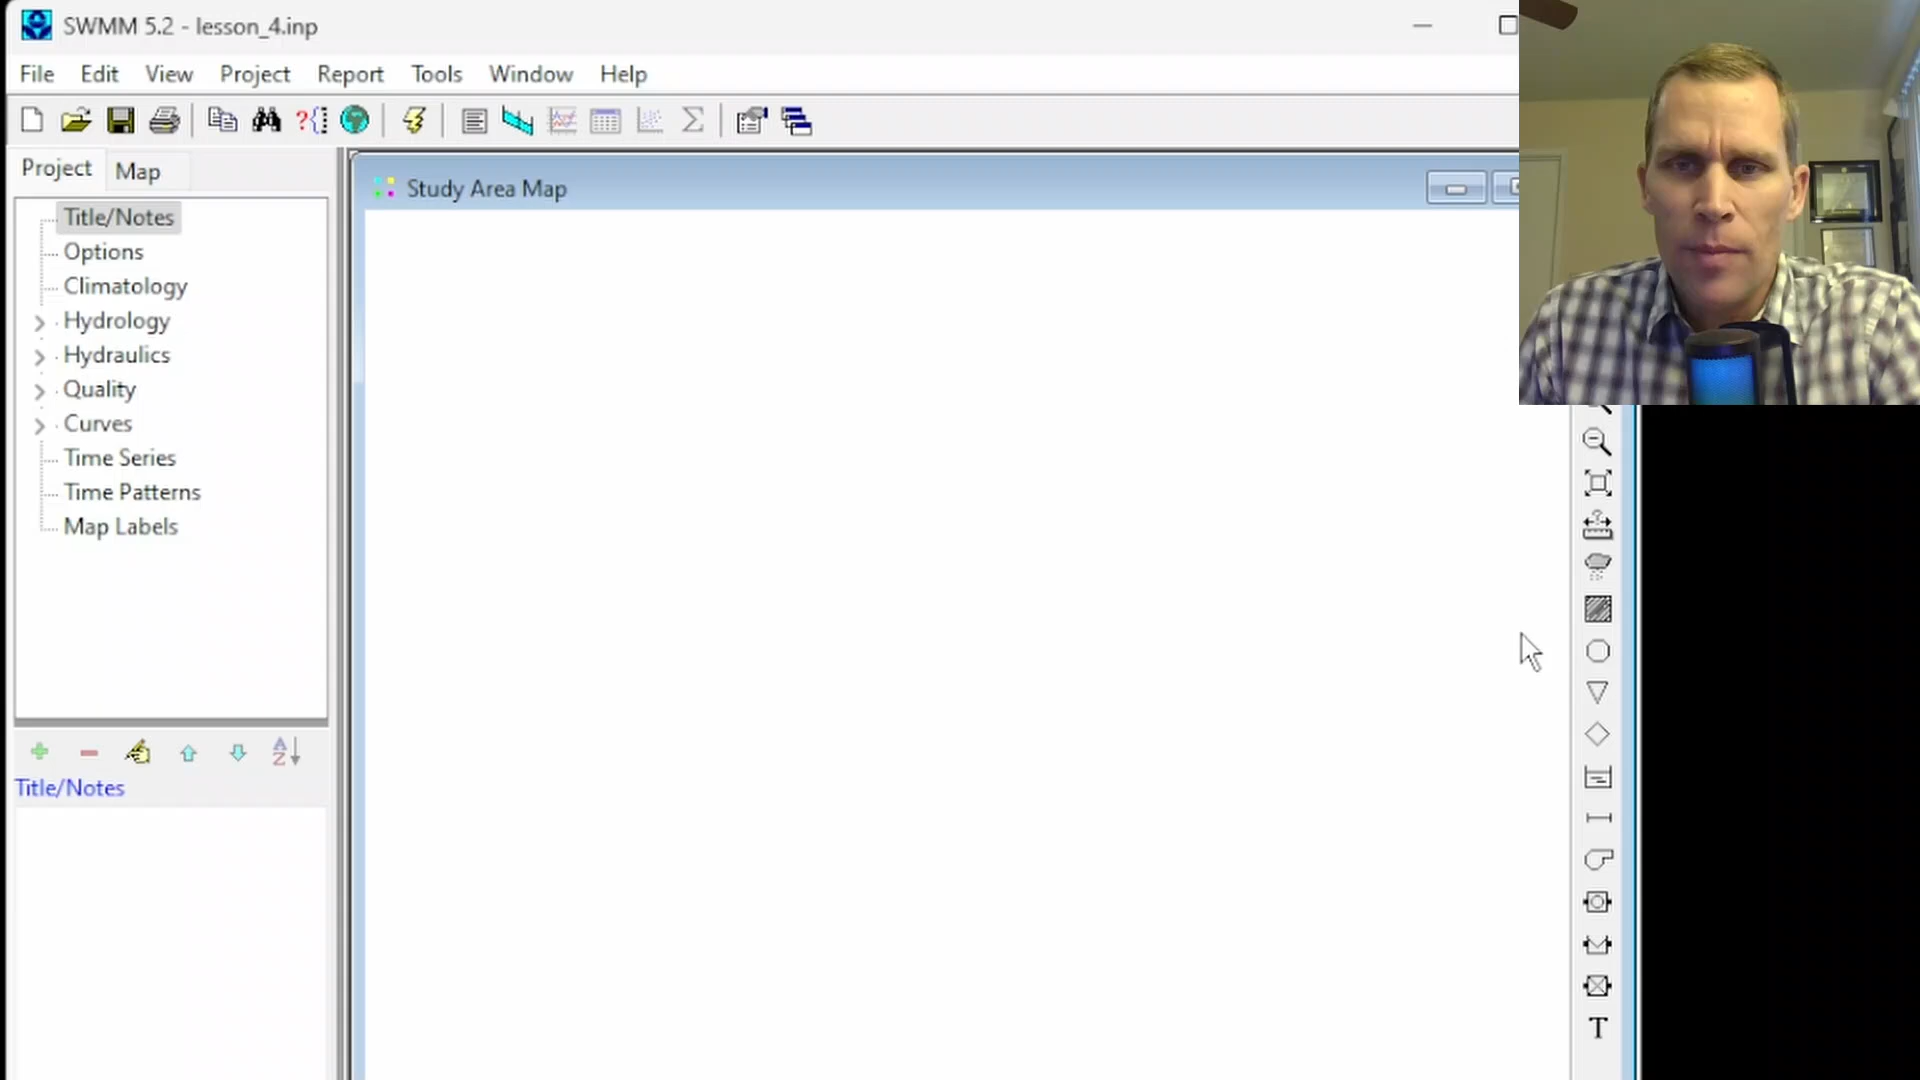 SWMM 5.2 - lesson_4.inp
File Edit View Project Report Tools Window Help
Project Map
Study Area Map
Title/Notes
Options
Climatology
Hydrology
Hydraulics
Quality
Curves
Time Series
Time Patterns
Map Labels
Title/Notes